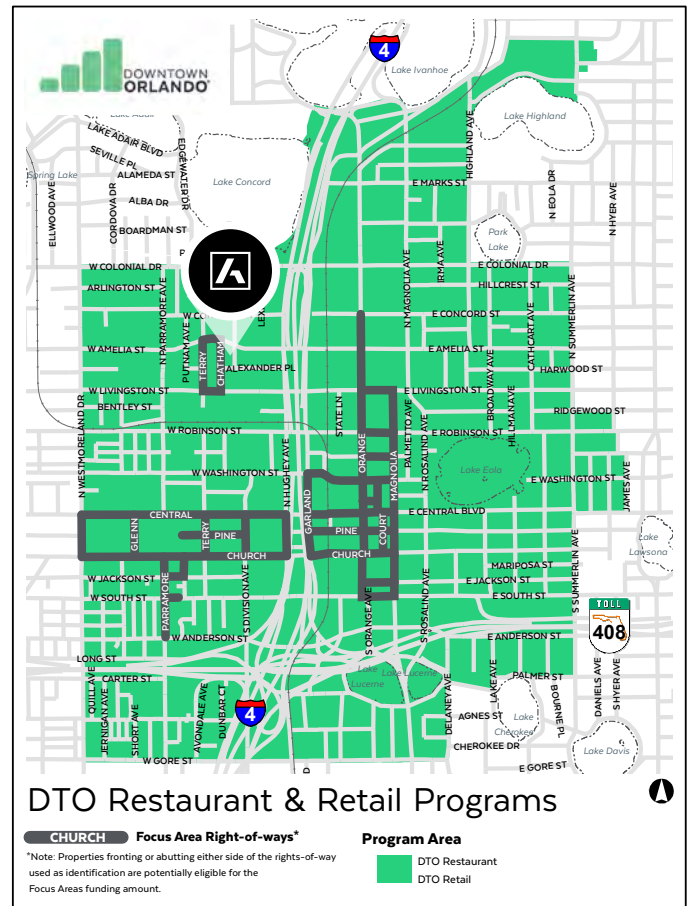 4
DOWNTOWN
ORLANDO
Lake Ivanhoe
Lake Adair
LAKE ADAIR BLVD
SEVILLE PL
Spring Lake
ALAMEDA ST
EDGEWATER DR
Lake Concord
Lake Highland
HIGHLAND AVE
ELLWOOD AVE
CORDOVA DR
ALBA DR
BOARDMAN ST
E MARKS ST
N EOLA DR
N HYER AVE
Park
Lake
W COLONIAL DR
E COLONIAL DR
ARLINGTON ST
HILLCREST ST
N PARRAMORE AVE
PUTNAM AVE
N MAGNOLIA AVE
IRMA AVE
E CONCORD ST
CATHCART AVE
N SUMMERLIN AVE
W AMELIA ST
TERRY
CHATHAM
ALEXANDER PL
E AMELIA ST
HARWOOD ST
W LIVINGSTON ST
E LIVINGSTON ST
BENTLEY ST
STATE LN
BROADWAY AVE
HILLMAN AVE
RIDGEWOOD ST
N WESTMORELAND DR
W ROBINSON ST
ORANGE
PALMETTO AVE
N ROSALIND AVE
E ROBINSON ST
N HUGHEY AVE
W WASHINGTON ST
MAGNOLIA
Lake Eola
E WASHINGTON ST
JAMES AVE
CENTRAL
GARLAND
E CENTRAL BLVD
GLENN
TERRY
PINE
PINE
COURT
CHURCH
CHURCH
Lake
Lawsona
W JACKSON ST
PARRAMORE
S DIVISION AVE
MARIPOSA ST
E JACKSON ST
W SOUTH ST
E SOUTH ST
S ORANGE AVE
S ROSALIND AVE
S SUMMERLIN AVE
TOLL
408
W ANDERSON ST
E ANDERSON ST
LONG ST
CARTER ST
Lake
Lucerne
Lake Lucerne
PALMER ST
QUILL AVE
JERNIGAN AVE
SHORT AVE
AVONDALE AVE
DUNBAR CT
4
DELANEY AVE
LAKE AVE
AGNES ST
Lake
Cherokee
BOURNE PL
DANIELS AVE
S HYER AVE
CHEROKEE DR
Lake Davis
W GORE ST
E GORE ST
D
DTO Restaurant & Retail Programs
CHURCH Focus Area Right-of-ways*
*Note: Properties fronting or abutting either side of the rights-of-way
used as identification are potentially eligible for the
Focus Areas funding amount.
Program Area
DTO Restaurant
DTO Retail